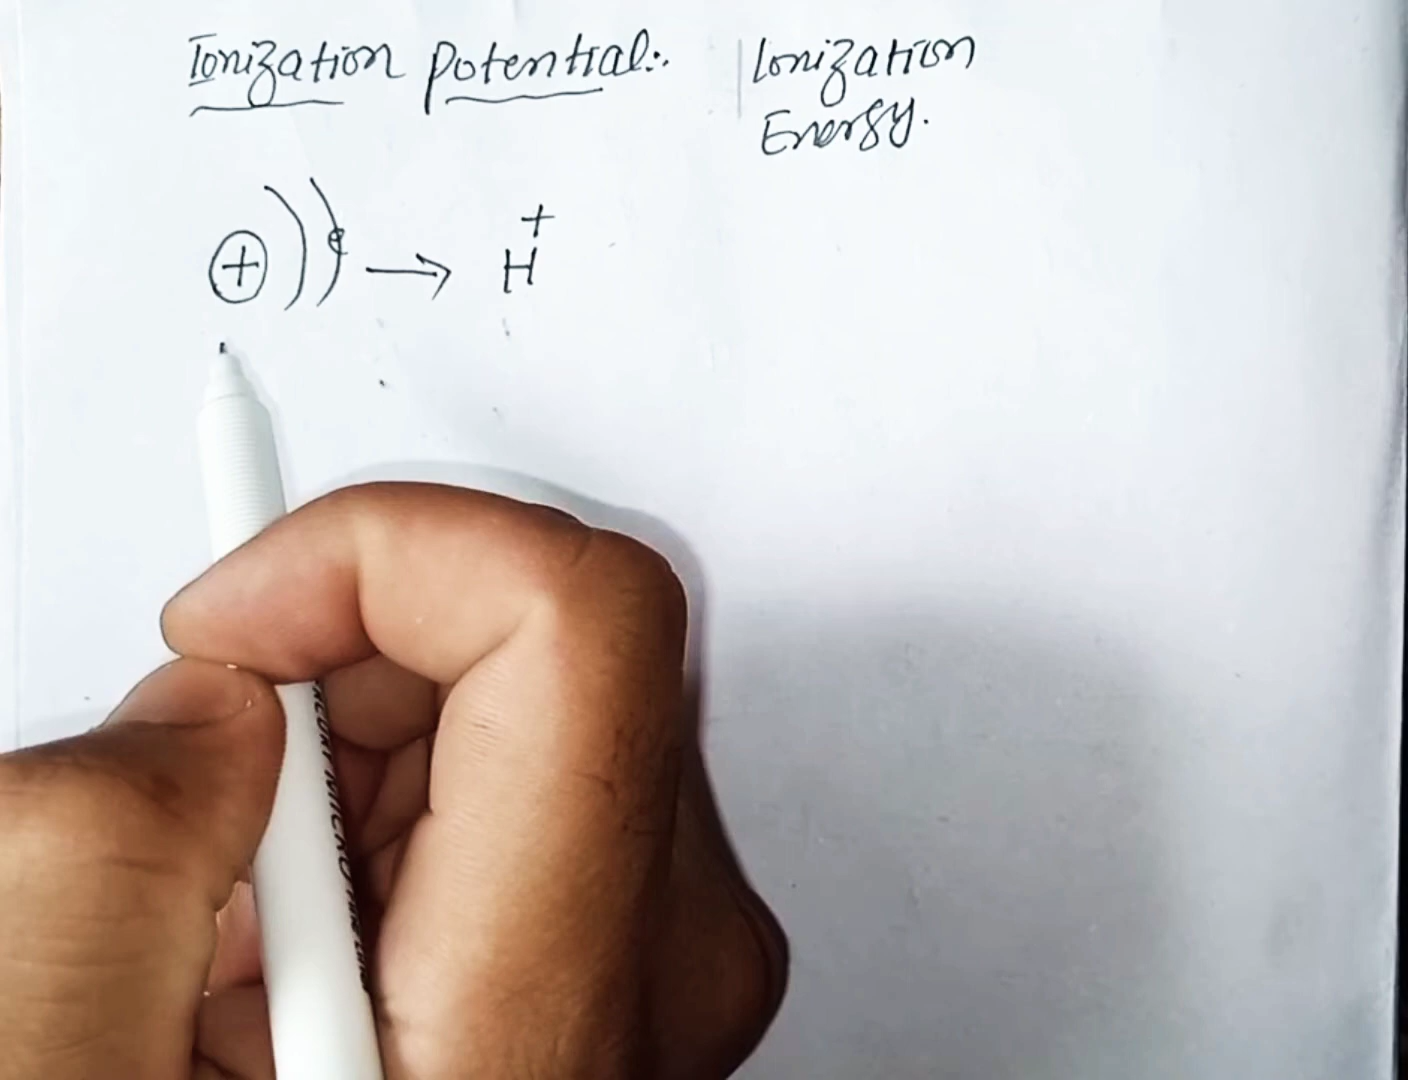 Ionization Potential:. | Ionization
Energy.
+ ) ) e → H+